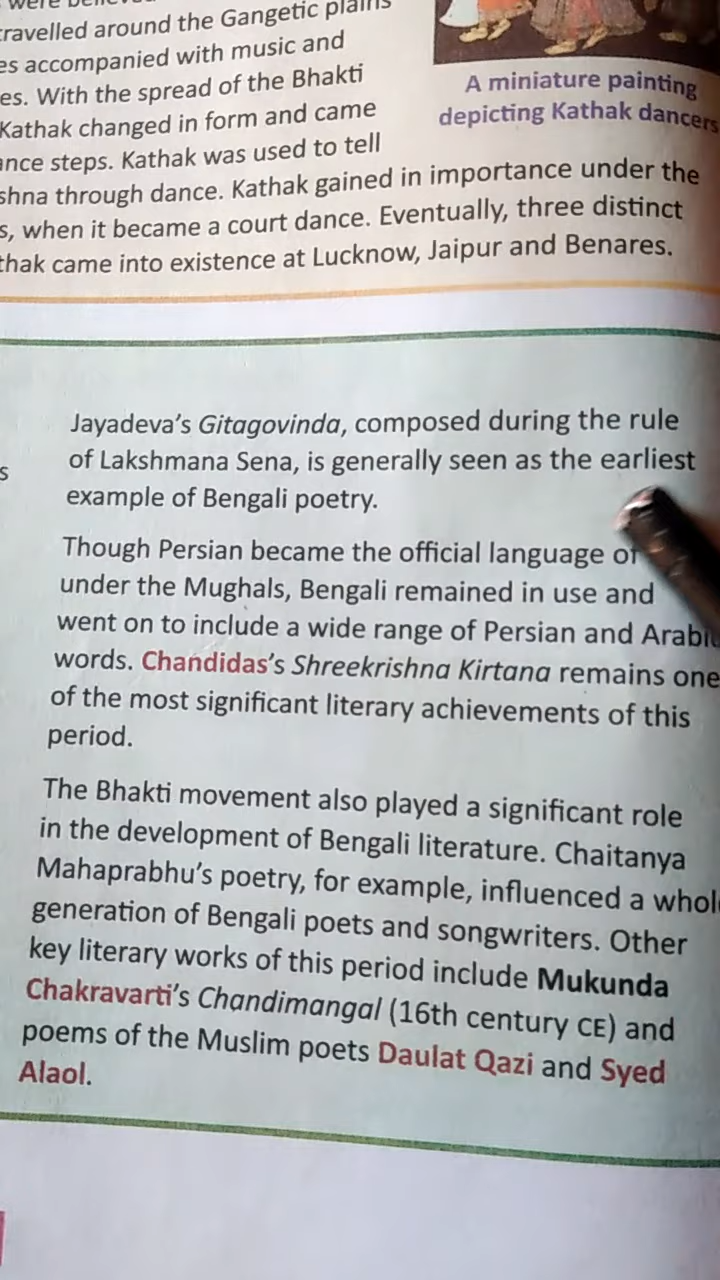 travelled around the Gangetic plains
accompanied with music and
With the spread of the Bhakti
Kathak changed in form and came
steps. Kathak was used to tell
through dance. Kathak gained in importance under the
when it became a court dance. Eventually, three distinct
came into existence at Lucknow, Jaipur and Benares.
A miniature painting
depicting Kathak dancers
Jayadeva's Gitagovinda, composed during the rule
of Lakshmana Sena, is generally seen as the earliest
example of Bengali poetry.
Though Persian became the official language of
under the Mughals, Bengali remained in use and
went on to include a wide range of Persian and Arabic
words. Chandidas's Shreekrishna Kirtana remains one
of the most significant literary achievements of this
period.
The Bhakti movement also played a significant role
in the development of Bengali literature. Chaitanya
Mahaprabhu's poetry, for example, influenced a whole
generation of Bengali poets and songwriters. Other
key literary works of this period include Mukunda
Chakravarti's Chandimangal (16th century CE) and
poems of the Muslim poets Daulat Qazi and Syed
Alaol.